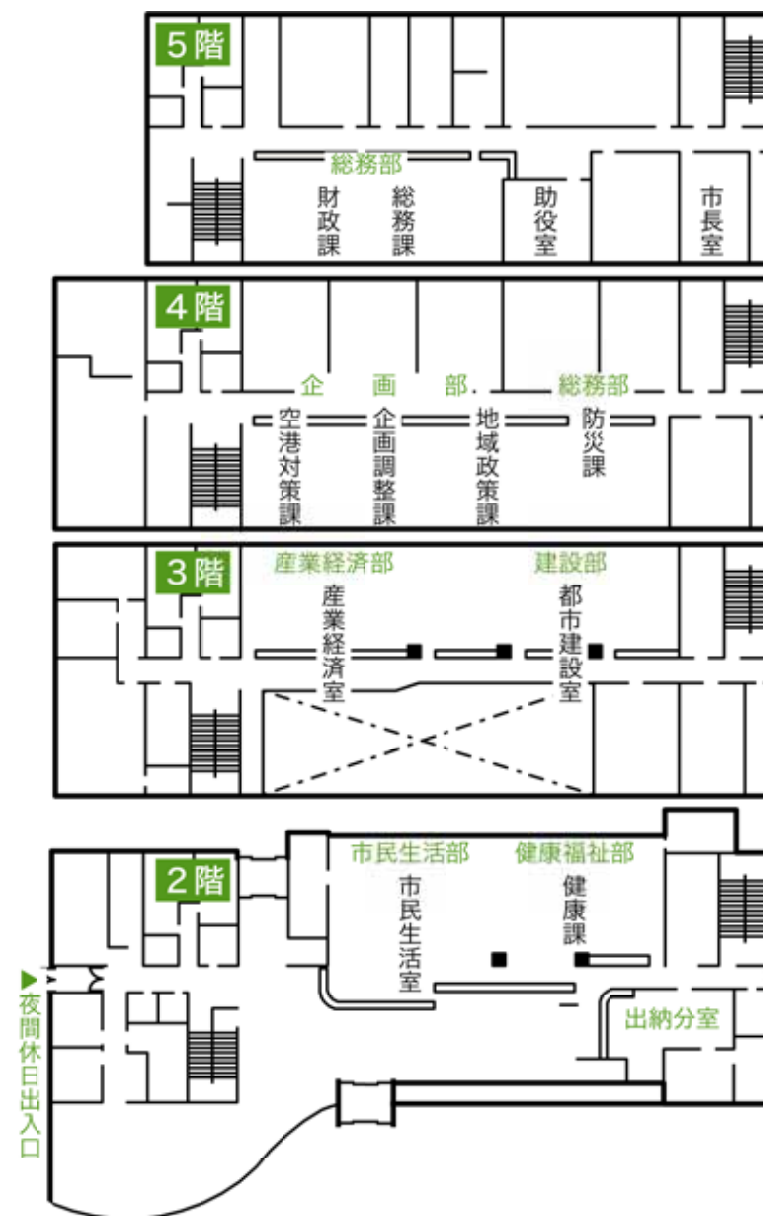 5階
総務部
財政課
総務課
助役室
市長室
4階
企画部
総務部
空港対策課
企画調整課
地域政策課
防災課
3階
産業経済部
建設部
産業経済室
都市建設室
2階
市民生活部
健康福祉部
市民生活室
健康課
出納分室
▶夜間休日出入口